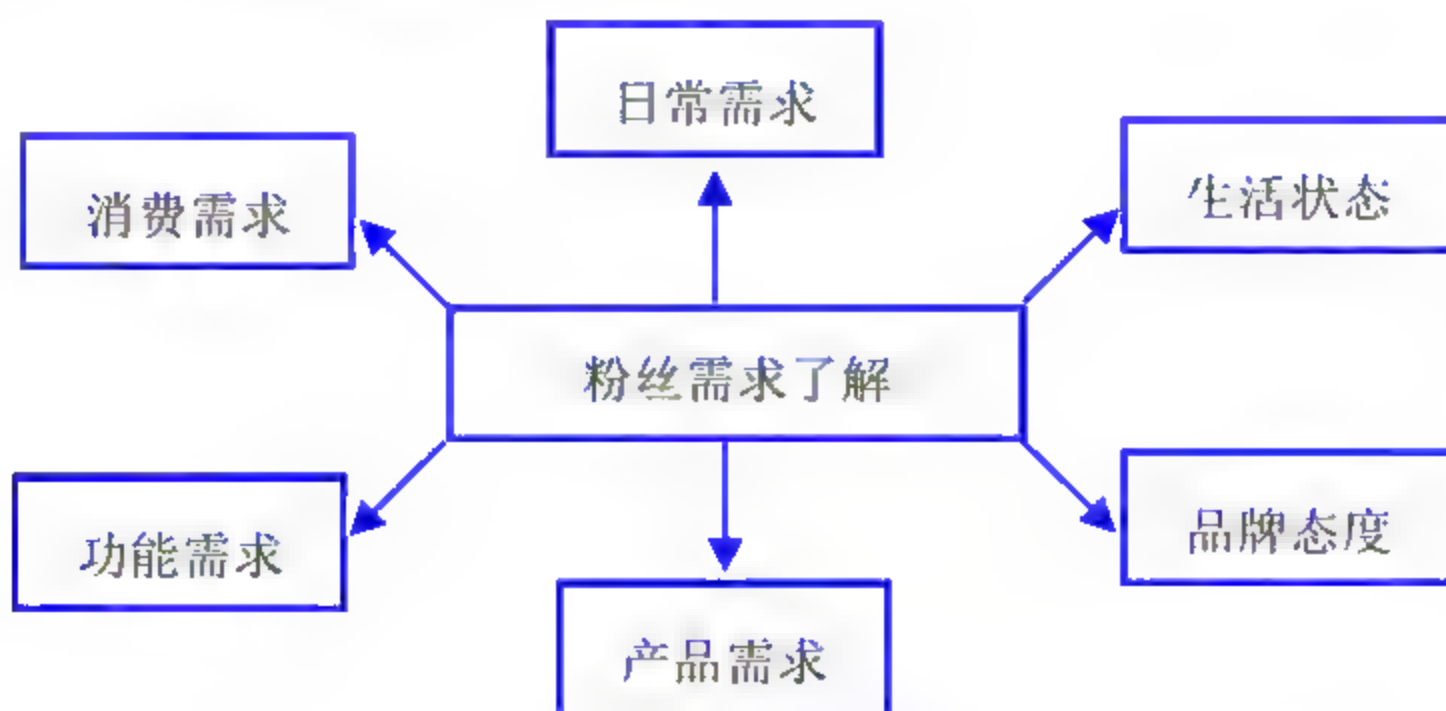 日常需求
消费需求
生活状态
粉丝需求了解
功能需求
品牌态度
产品需求